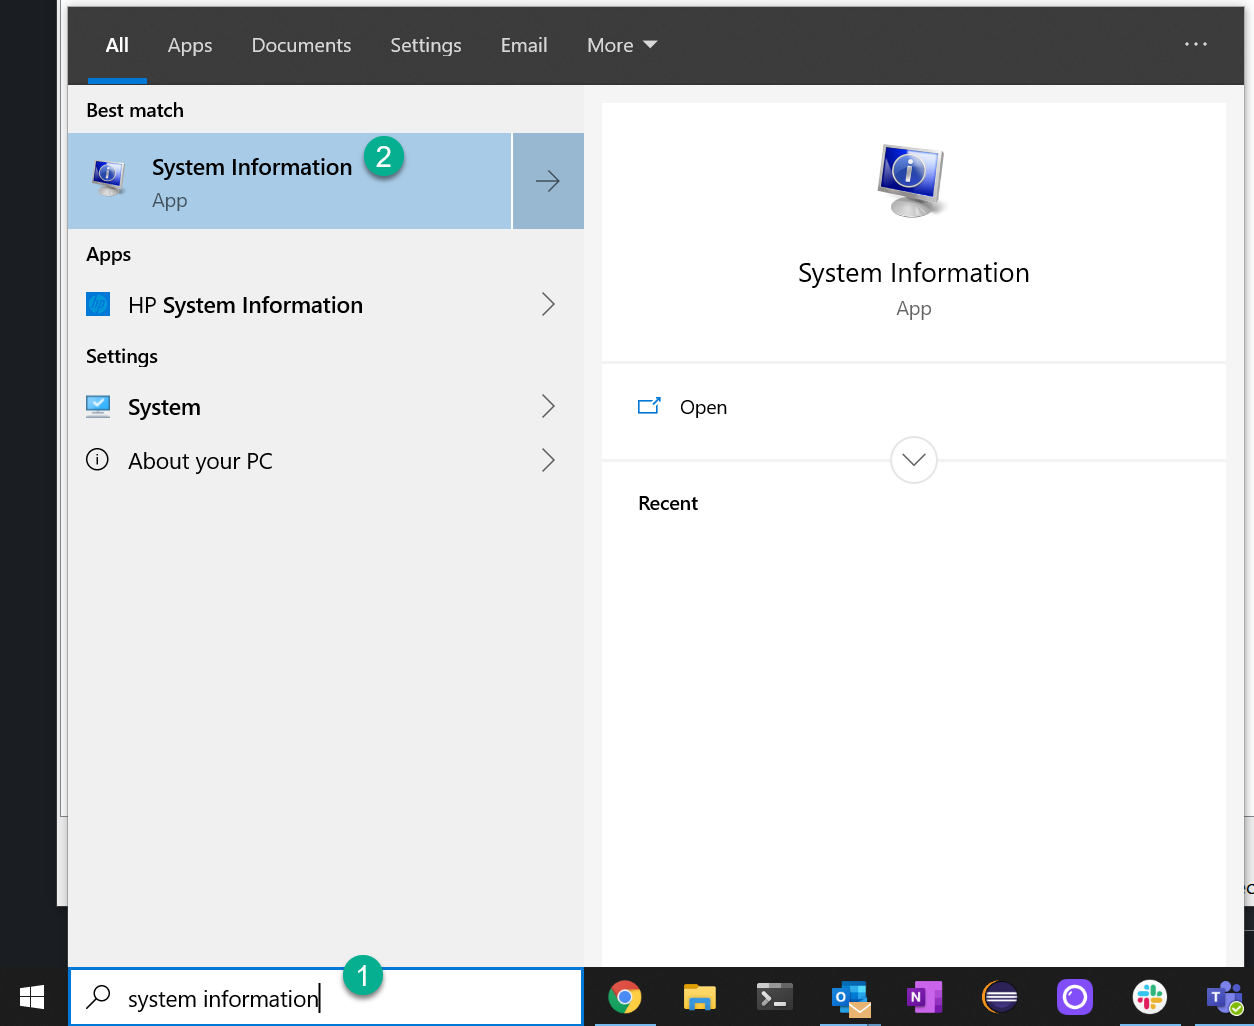 All Apps Documents Settings Email More
Best match
System Information 2
App
Apps
HP System Information
Settings
System
About your PC
System Information
App
Open
Recent
1
system information